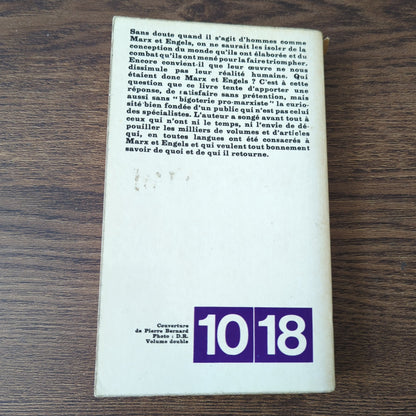 Sans doute quand il s'agit d'hommes comme
Marx et Engels, on ne saurait les isoler de la
conception du monde qu'ils ont élaborée et du
combat qu'ils ont mené pour la faire triompher.
Encore convient-il que leur œuvre ne nous
dissimule pas leur réalité humaine. Qui
étaient donc Marx et Engels ? C'est à cette
question que ce livre tente d'apporter une
réponse, de satisfaire sans prétention, mais
aussi sans "bigoterie pro-marxiste" la curio-
sité bien fondée d'un public qui n'est pas celui
des spécialistes. L'auteur a songé avant tout à
ceux qui n'ont ni le temps, ni l'envie de dé-
pouiller les milliers de volumes et d'articles
qui, en toutes langues ont été consacrés à
Marx et Engels et qui veulent tout bonnement
savoir de quoi et de qui il retourne.
Couverture
de Pierre Bernard
Photo : D.R.
Volume double
10 18